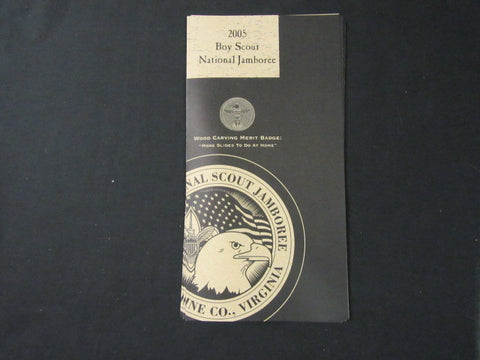 2005
Boy Scout
National Jamboree
WOOD CARVING MERIT BADGE:
"MORE SLIDES TO DO AT HOME"
NAL SCOUT JAMBOREE
INE CO., VIRGINIA